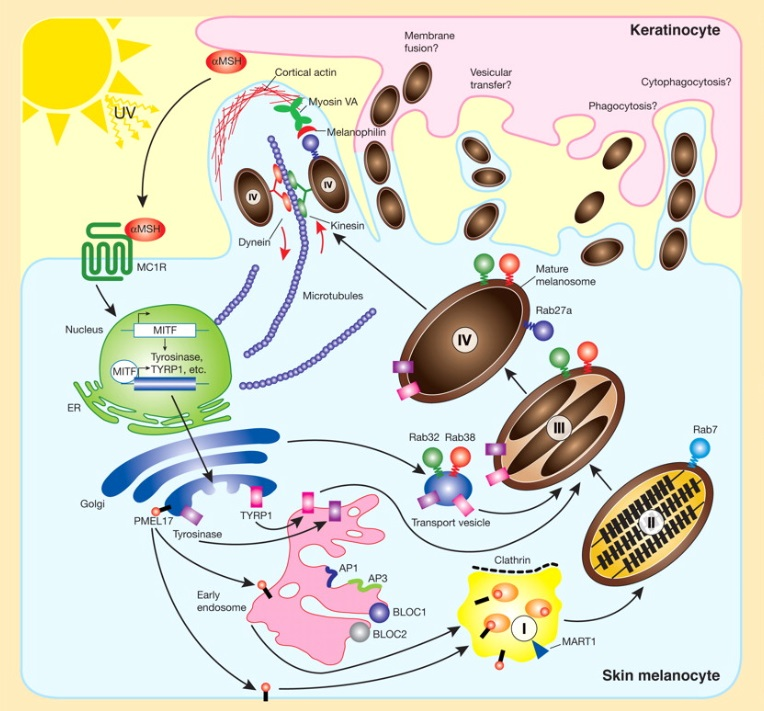 Keratinocyte
αMSH
UV
Membrane
fusion?
Cortical actin
Vesicular
transfer?
Cytophagocytosis?
Phagocytosis?
Myosin VA
Melanophilin
IV
IV
Kinesin
Dynein
αMSH
MC1R
Microtubules
Mature
melanosome
Rab27a
IV
Nucleus
MITF
Tyrosinase,
TYRP1, etc.
MITF
ER
III
Rab32
Rab38
Rab7
Golgi
PMEL17
Tyrosinase
TYRP1
Transport vesicle
II
Clathrin
AP1
AP3
Early
endosome
BLOC1
BLOC2
I
MART1
Skin melanocyte